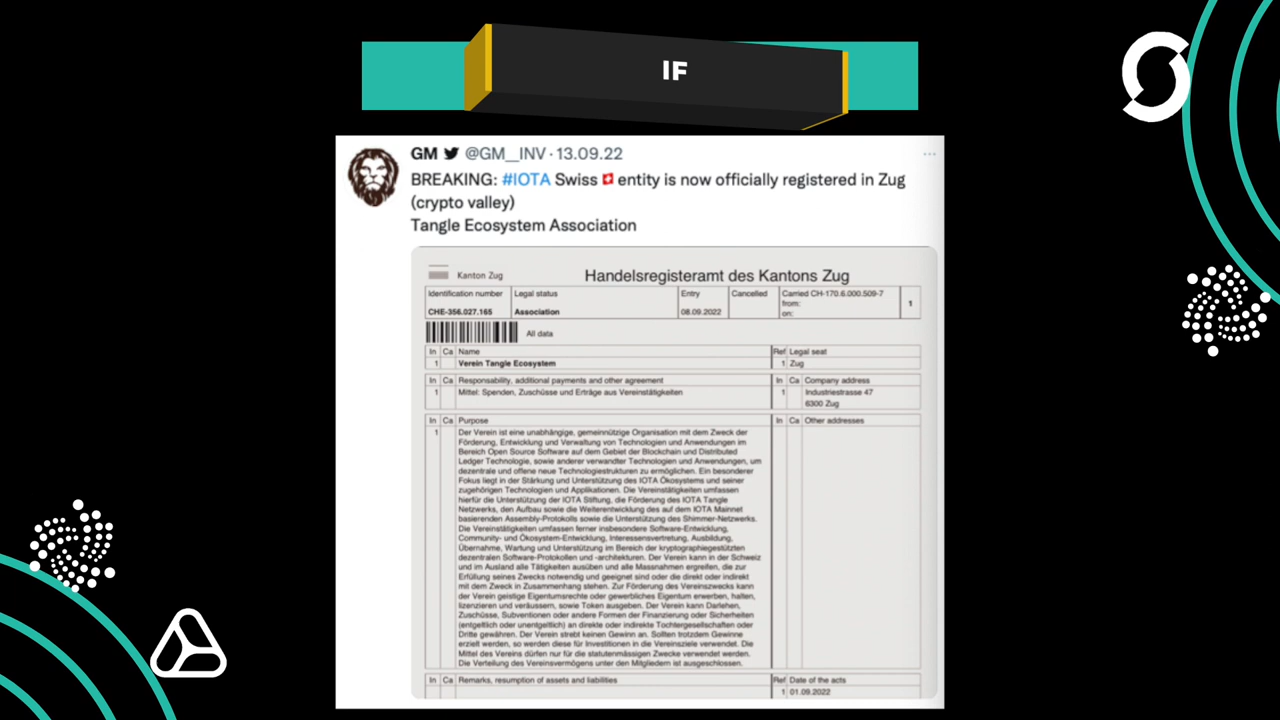 IF
GM @GM__INV · 13.09.22
BREAKING: #IOTA Swiss entity is now officially registered in Zug
(crypto valley)
Tangle Ecosystem Association
Kanton Zug
Handelsregisteramt des Kantons Zug
Identification number
Legal status
Entry
Cancelled
Carried CH-170.6.000.509-7
from:
on:
1
CHE-356.027.165
Association
08.09.2022
All data
In Ca Name
Ref Legal seat
1 Verein Tangle Ecosystem
1 Zug
In Ca Responsability, additional payments and other agreement
In Ca Company address
1 Mittel: Spenden, Zuschüsse und Erträge aus Vereinstätigkeiten
1 Industriestrasse 47
6300 Zug
In Ca Purpose
In Ca Other addresses
1 Der Verein ist eine unabhängige, gemeinnützige Organisation mit dem Zweck der
Förderung, Entwicklung und Verwaltung von Technologien und Anwendungen im
Bereich Open Source Software auf dem Gebiet der Blockchain und Distributed
Ledger Technologie, sowie anderer verwandter Technologien und Anwendungen, um
dezentrale und offene neue Technologiestrukturen zu ermöglichen. Ein besonderer
Fokus liegt in der Stärkung und Unterstützung des IOTA Ökosystems und seiner
zugehörigen Technologien und Applikationen. Die Vereinstätigkeiten umfassen
hierfür die Unterstützung der IOTA Stiftung, die Förderung des IOTA Tangle
Netzwerks, den Aufbau sowie die Weiterentwicklung des auf dem IOTA Mainnet
basierenden Assembly-Protokolls sowie die Unterstützung des Shimmer-Netzwerks.
Die Vereinstätigkeiten umfassen ferner insbesondere Software-Entwicklung,
Community- und Ökosystem-Entwicklung, Interessensvertretung, Ausbildung,
Übernahme, Wartung und Unterstützung im Bereich der kryptographiegestützten
dezentralen Software-Protokollen und -architekturen. Der Verein kann in der Schweiz
und im Ausland alle Tätigkeiten ausüben und alle Massnahmen ergreifen, die zur
Erfüllung seines Zwecks notwendig und geeignet sind oder die direkt oder indirekt
mit dem Zweck in Zusammenhang stehen. Zur Förderung des Vereinszwecks kann
der Verein geistige Eigentumsrechte oder gewerbliches Eigentum erwerben, halten,
lizenzieren und veräussern, sowie Token ausgeben. Der Verein kann Darlehen,
Zuschüsse, Subventionen oder andere Formen der Finanzierung oder Sicherheiten
(entgeltlich oder unentgeltlich) an direkte oder indirekte Tochtergesellschaften oder
Dritte gewähren. Der Verein strebt keinen Gewinn an. Sollten trotzdem Gewinne
erzielt werden, so werden diese für Investitionen in die Vereinsziele verwendet. Die
Mittel des Vereins dürfen nur für die statutenmässigen Zwecke verwendet werden.
Die Verteilung des Vereinsvermögens unter den Mitgliedern ist ausgeschlossen.
In Ca Remarks, resumption of assets and liabilities
Ref Date of the acts
1 01.09.2022